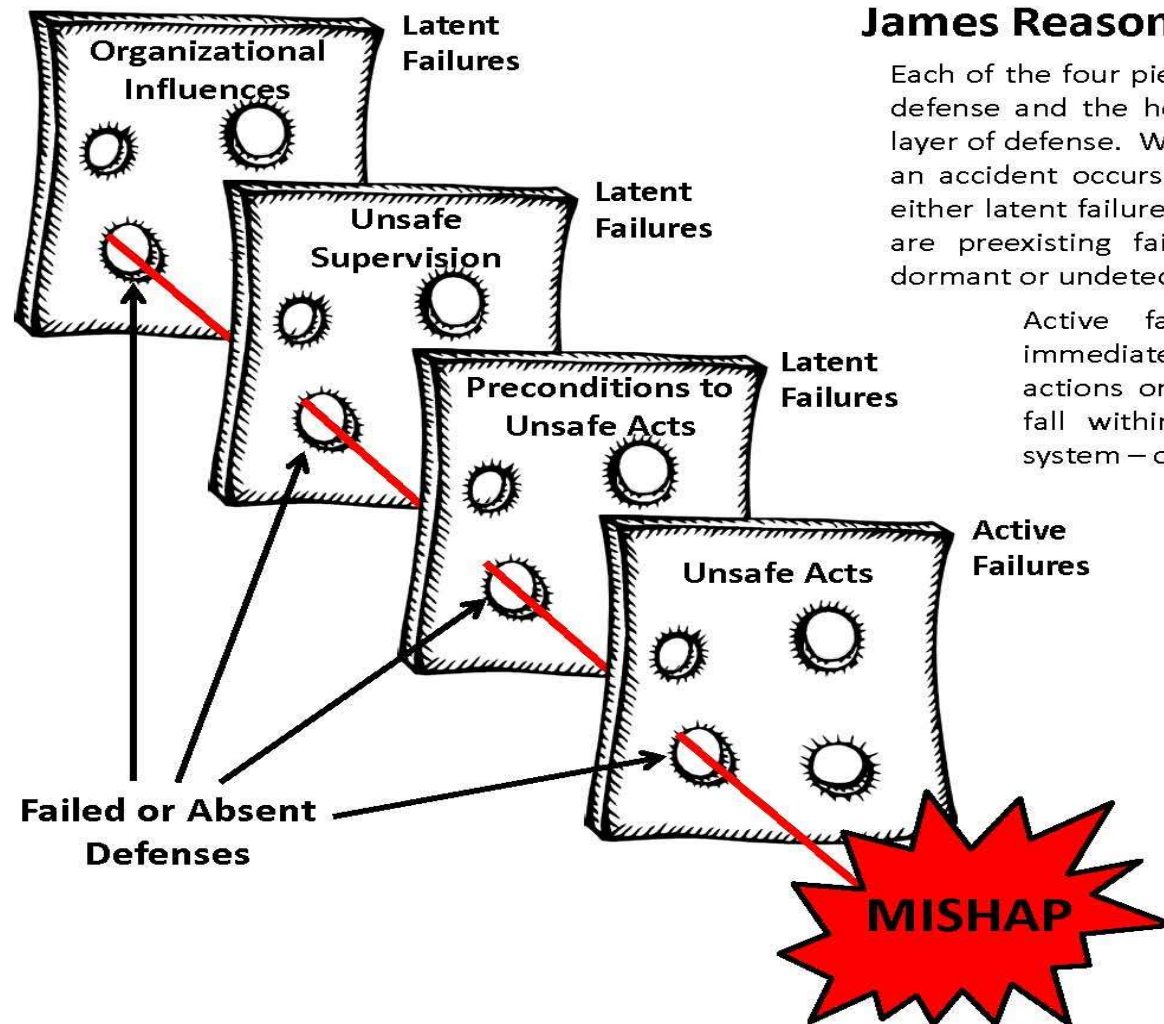 Organizational
Influences
Latent
Failures
James Reason
Each of the four pie
defense and the h
layer of defense. W
an accident occurs
either latent failure
are preexisting fai
dormant or undetec
Unsafe
Supervision
Latent
Failures
Active fa
immediate
actions or
fall within
system –
Preconditions to
Unsafe Acts
Latent
Failures
Unsafe Acts
Active
Failures
Failed or Absent
Defenses
MISHAP